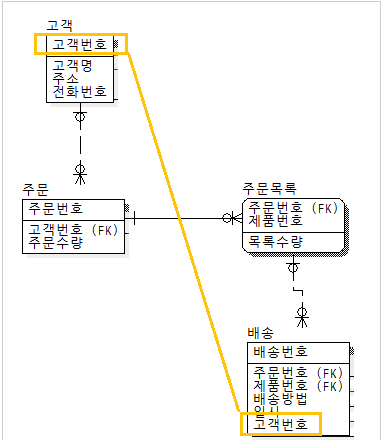 고객
고객번호
고객명
주소
전화번호
주문
주문번호
고객번호 (FK)
주문수량
주문목록
주문번호 (FK)
제품번호
목록수량
배송
배송번호
주문번호 (FK)
제품번호 (FK)
배송방법
일시
고객번호